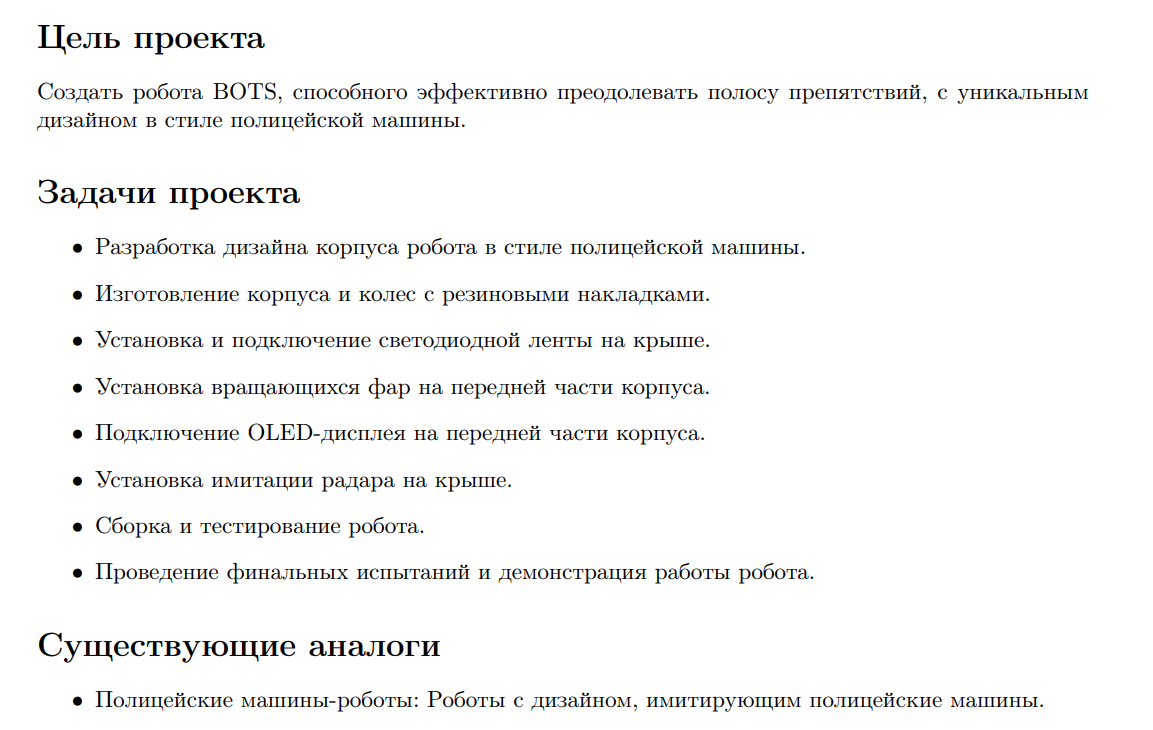 Цель проекта
Создать робота BOTS, способного эффективно преодолевать полосу препятствий, с уникальным
дизайном в стиле полицейской машины.
Задачи проекта
• Разработка дизайна корпуса робота в стиле полицейской машины.
• Изготовление корпуса и колес с резиновыми накладками.
• Установка и подключение светодиодной ленты на крыше.
• Установка вращающихся фар на передней части корпуса.
• Подключение OLED-дисплея на передней части корпуса.
• Установка имитации радара на крыше.
• Сборка и тестирование робота.
• Проведение финальных испытаний и демонстрация работы робота.
Существующие аналоги
• Полицейские машины-роботы: Роботы с дизайном, имитирующим полицейские машины.